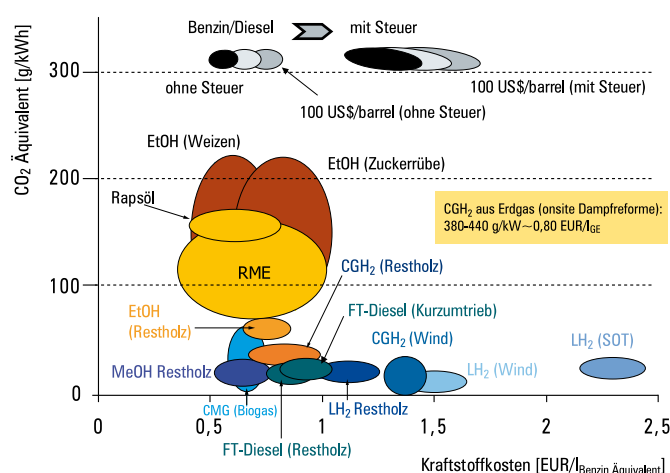 CO2 Äquivalent [g/kWh]
Benzin/Diesel
mit Steuer
300
ohne Steuer
100 US$/barrel (mit Steuer)
100 US$/barrel (ohne Steuer)
EtOH (Weizen)
EtOH (Zuckerrübe)
200
Rapsöl
CGH2 aus Erdgas (onsite Dampfreforme):
380-440 g/kW~0,80 EUR/lGE
RME
CGH2 (Restholz)
100
EtOH
(Restholz)
FT-Diesel (Kurzumtrieb)
CGH2 (Wind)
LH2 (SOT)
MeOH Restholz
LH2 (Wind)
0
CMG (Biogas)
LH2 Restholz
0
0,5
1
1,5
2
2,5
FT-Diesel (Restholz)
Kraftstoffkosten [EUR/lBenzin Äquivalent]